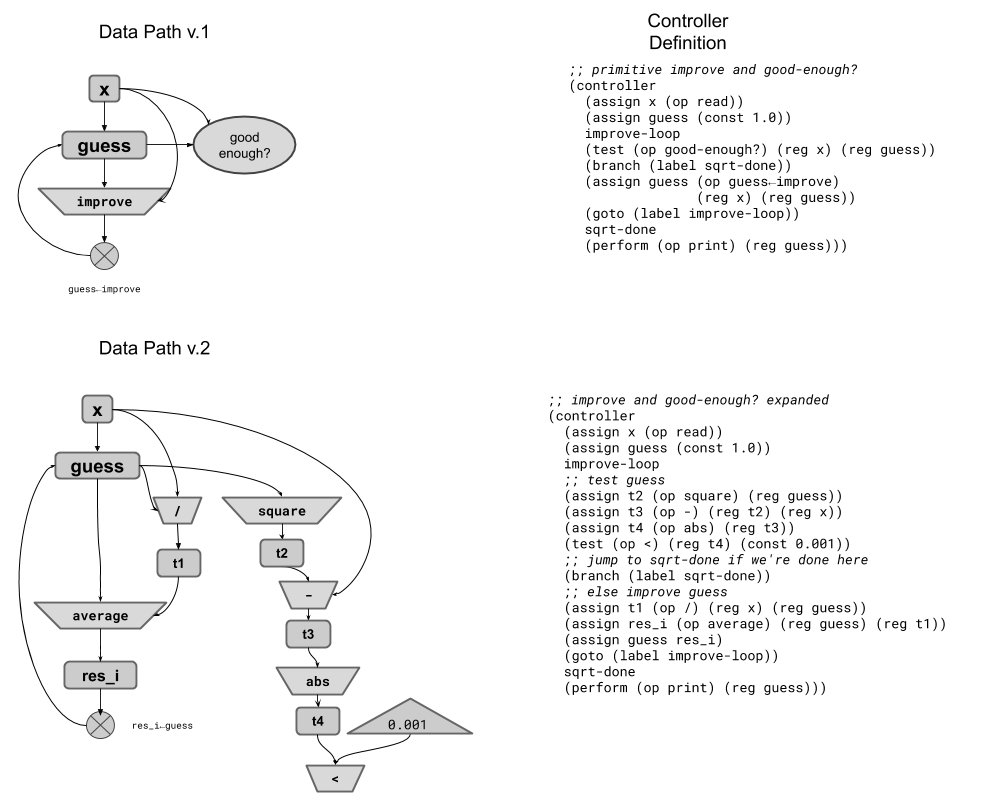 Data Path v.1
x
guess
good
enough?
improve
guess←improve
Controller
Definition
;; primitive improve and good-enough?
(controller
(assign x (op read))
(assign guess (const 1.0))
improve-loop
(test (op good-enough?) (reg x) (reg guess))
(branch (label sqrt-done))
(assign guess (op guess←improve)
(reg x) (reg guess))
(goto (label improve-loop))
sqrt-done
(perform (op print) (reg guess)))
Data Path v.2
x
guess
/
square
t2
t1
-
average
t3
res_i
abs
t4
0.001
res_i←guess
<
;; improve and good-enough? expanded
(controller
(assign x (op read))
(assign guess (const 1.0))
improve-loop
;; test guess
(assign t2 (op square) (reg guess))
(assign t3 (op -) (reg t2) (reg x))
(assign t4 (op abs) (reg t3))
(test (op <) (reg t4) (const 0.001))
;; jump to sqrt-done if we're done here
(branch (label sqrt-done))
;; else improve guess
(assign t1 (op /) (reg x) (reg guess))
(assign res_i (op average) (reg guess) (reg t1))
(assign guess res_i)
(goto (label improve-loop))
sqrt-done
(perform (op print) (reg guess)))